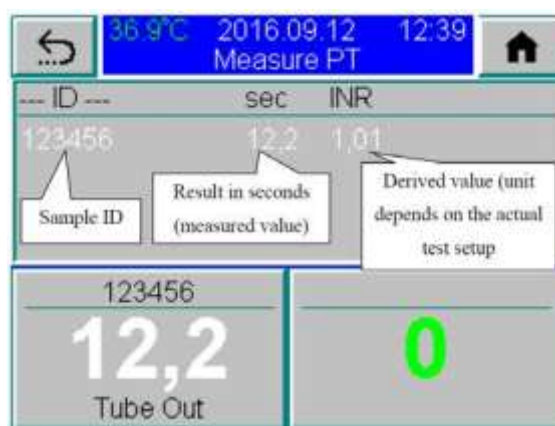 36.9°C 2016.09.12 12:39
Measure PT
--- ID --- sec INR
123456 12,2 1,01
Sample ID
Result in seconds
(measured value)
Derived value (unit
depends on the actual
test setup
123456
12,2
Tube Out
0